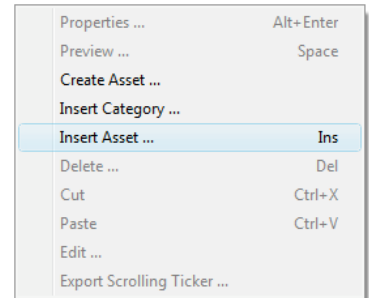 Properties ... Alt+Enter
Preview ... Space
Create Asset ...
Insert Category ...
Insert Asset ... Ins
Delete ... Del
Cut Ctrl+X
Paste Ctrl+V
Edit ...
Export Scrolling Ticker ...